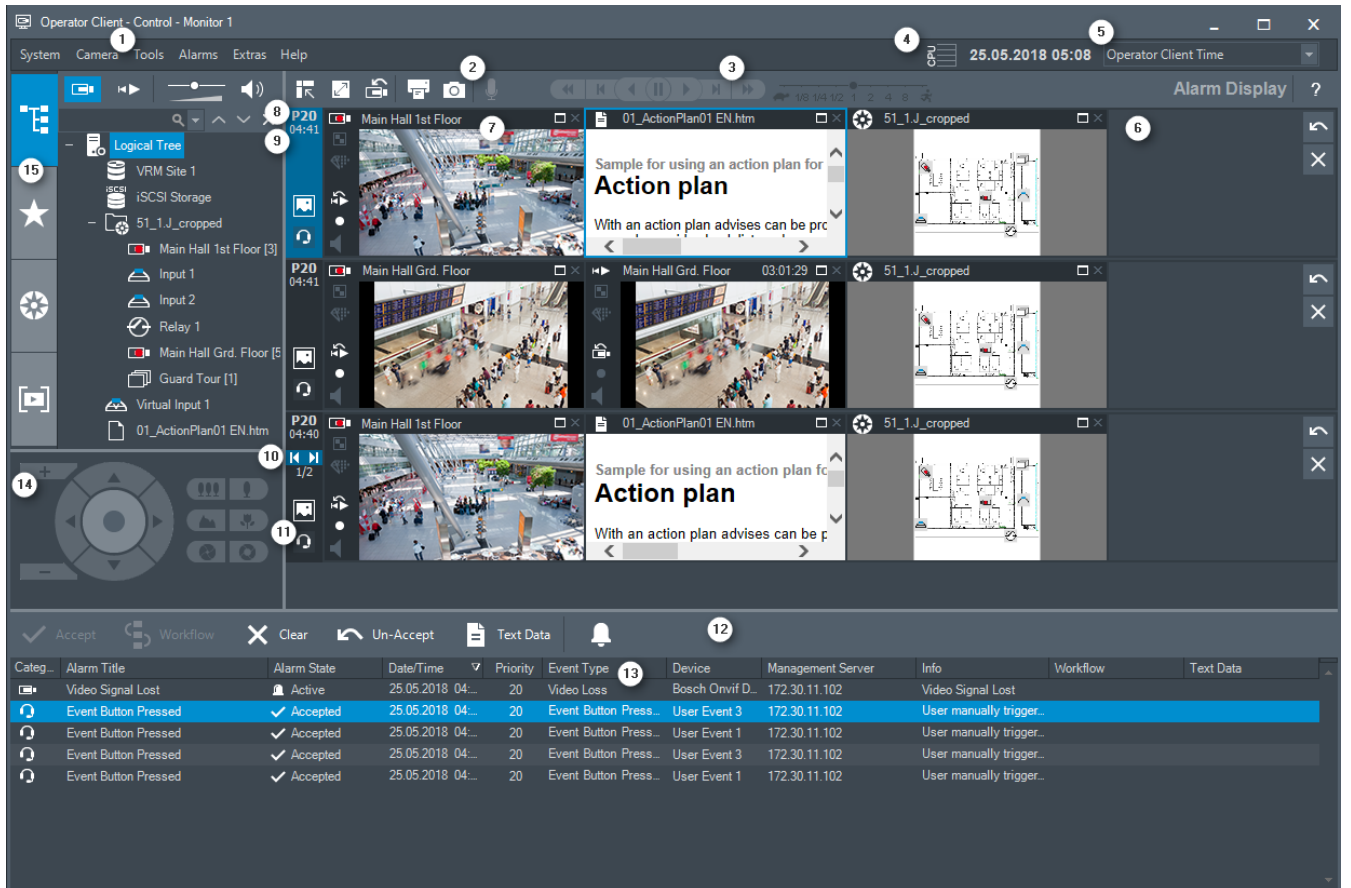 Operator Client - Control - Monitor 1
1
System Camera Tools Alarms Extras Help
4
CPU
25.05.2018 05:08
5
Operator Client Time
2
3
1/8 1/4 1/2 1 2 4 8
Alarm Display ?
8
9
Logical Tree
VRM Site 1
iSCSI
iSCSI Storage
51_1.J_cropped
Main Hall 1st Floor [3]
Input 1
Input 2
Relay 1
Main Hall Grd. Floor [5
Guard Tour [1]
Virtual Input 1
01_ActionPlan01 EN.htm
15
10
14
11
P20
04:41
Main Hall 1st Floor
7
01_ActionPlan01 EN.htm
Sample for using an action plan for
Action plan
With an action plan advises can be pro
51_1.J_cropped
6
P20
04:41
Main Hall Grd. Floor
Main Hall Grd. Floor 03:01:29
51_1.J_cropped
P20
04:40
1/2
Main Hall 1st Floor
01_ActionPlan01 EN.htm
Sample for using an action plan fo
Action plan
With an action plan advises can be p
51_1.J_cropped
Accept Workflow Clear Un-Accept Text Data
12
Categ... Alarm Title Alarm State Date/Time Priority Event Type 13 Device Management Server Info Workflow Text Data
Video Signal Lost Active 25.05.2018 04:... 20 Video Loss Bosch Onvif D... 172.30.11.102 Video Signal Lost
Event Button Pressed Accepted 25.05.2018 04:... 20 Event Button Press... User Event 3 172.30.11.102 User manually trigger...
Event Button Pressed Accepted 25.05.2018 04:... 20 Event Button Press... User Event 1 172.30.11.102 User manually trigger...
Event Button Pressed Accepted 25.05.2018 04:... 20 Event Button Press... User Event 3 172.30.11.102 User manually trigger...
Event Button Pressed Accepted 25.05.2018 04:... 20 Event Button Press... User Event 1 172.30.11.102 User manually trigger...